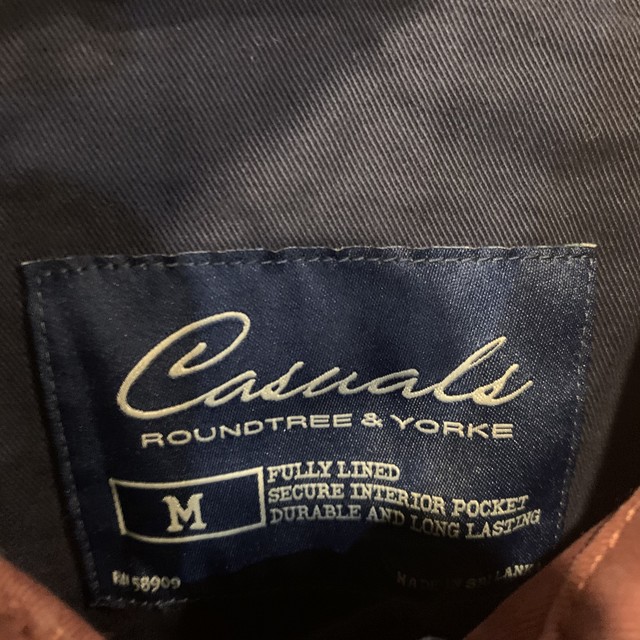 Casuals
ROUNDTREE & YORKE
M
FULLY LINED
SECURE INTERIOR POCKET
DURABLE AND LONG LASTING
RN 58909
MADE IN SRI LANKA